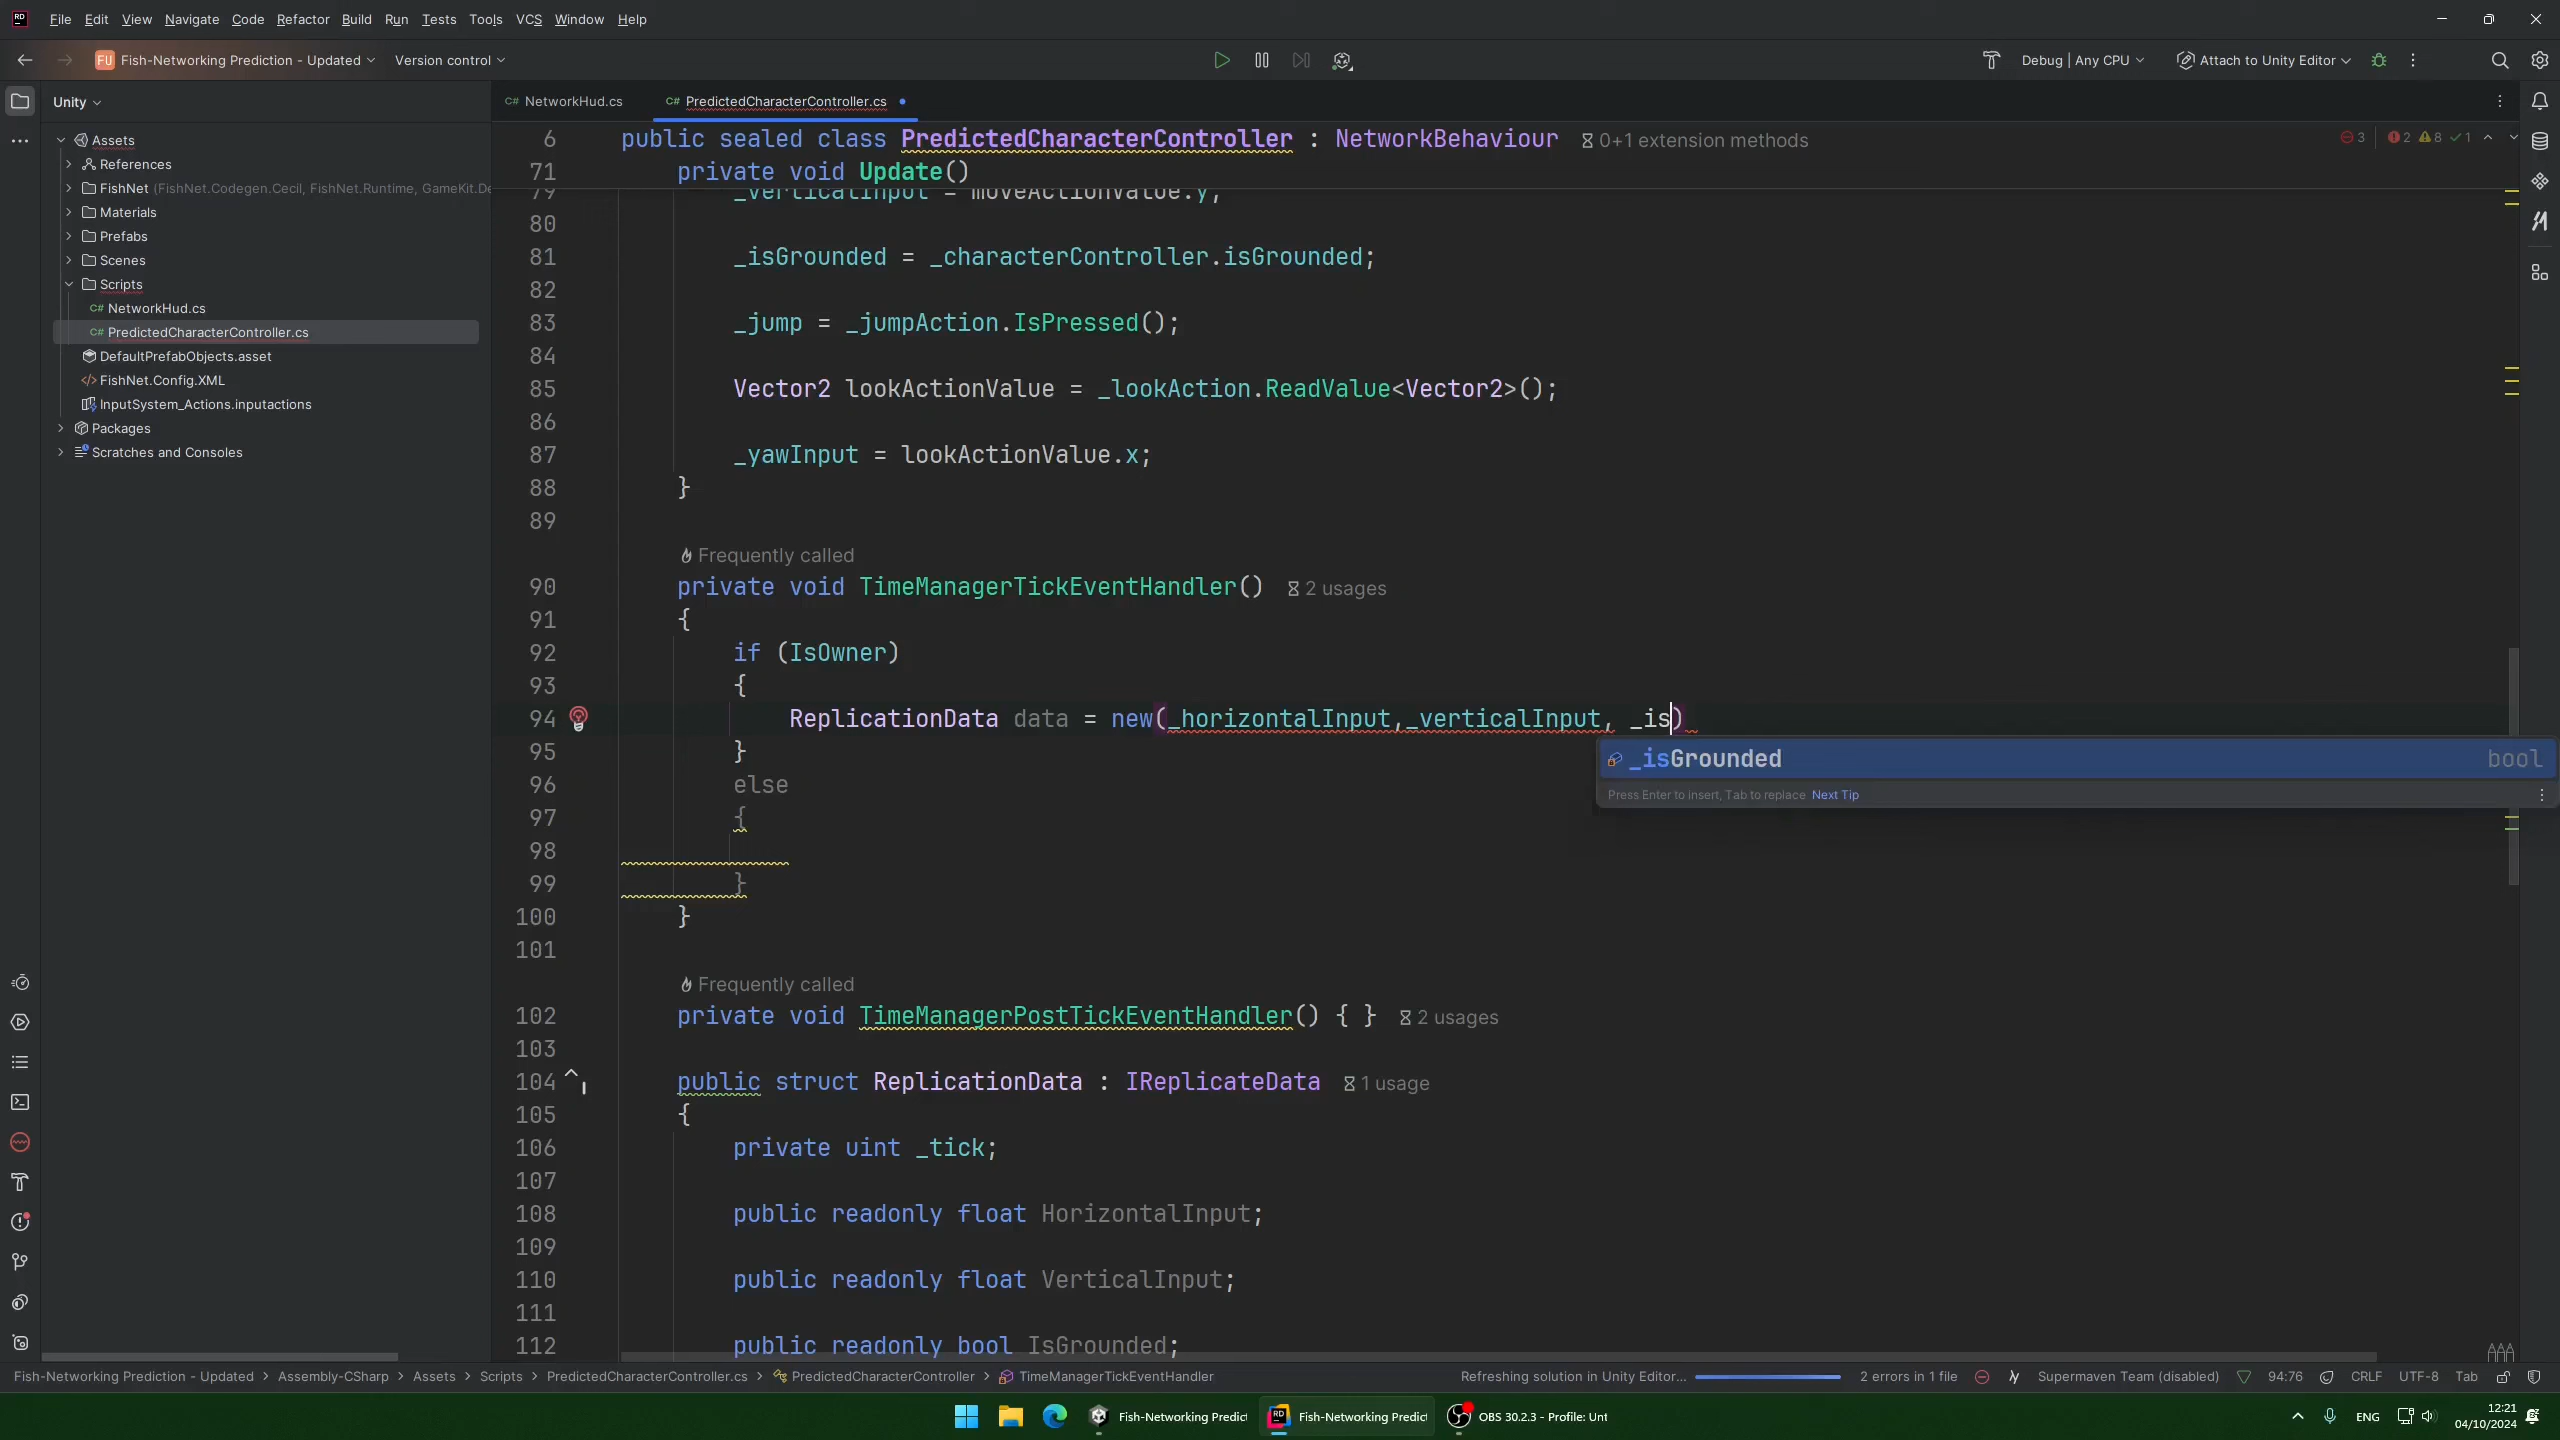 File Edit View Navigate Code Refactor Build Run Tests Tools VCS Window Help
FU Fish-Networking Prediction - Updated Version control Debug | Any CPU Attach to Unity Editor
Unity
NetworkHud.cs PredictedCharacterController.cs
Assets
References
FishNet (FishNet.Codegen.Cecil, FishNet.Runtime, GameKit.De
Materials
Prefabs
Scenes
Scripts
C# NetworkHud.cs
C# PredictedCharacterController.cs
DefaultPrefabObjects.asset
</> FishNet.Config.XML
InputSystem_Actions.inputactions
Packages
Scratches and Consoles
6 public sealed class PredictedCharacterController : NetworkBehaviour 0+1 extension methods
3 2 8 1
71 private void Update()
79 _verticalInput = moveActionValue.y;
80
81 _isGrounded = _characterController.isGrounded;
82
83 _jump = _jumpAction.IsPressed();
84
85 Vector2 lookActionValue = _lookAction.ReadValue<Vector2>();
86
87 _yawInput = lookActionValue.x;
88 }
89
Frequently called
90 private void TimeManagerTickEventHandler() 2 usages
91 {
92 if (IsOwner)
93 {
94 ReplicationData data = new(_horizontalInput,_verticalInput, _is)
95 }
_isGrounded bool
96 else
Press Enter to insert, Tab to replace Next Tip
97 {
98
99 }
100 }
101
Frequently called
102 private void TimeManagerPostTickEventHandler() { } 2 usages
103
104 public struct ReplicationData : IReplicateData 1 usage
105 {
106 private uint _tick;
107
108 public readonly float HorizontalInput;
109
110 public readonly float VerticalInput;
111
112 public readonly bool IsGrounded;
Fish-Networking Prediction - Updated > Assembly-CSharp > Assets > Scripts > PredictedCharacterController.cs > PredictedCharacterController > TimeManagerTickEventHandler Refreshing solution in Unity Editor... 2 errors in 1 file Supermaven Team (disabled) 94:76 CRLF UTF-8 Tab
Fish-Networking Predict Fish-Networking Predict OBS 30.2.3 - Profile: Unt ENG 12:21
04/10/2024